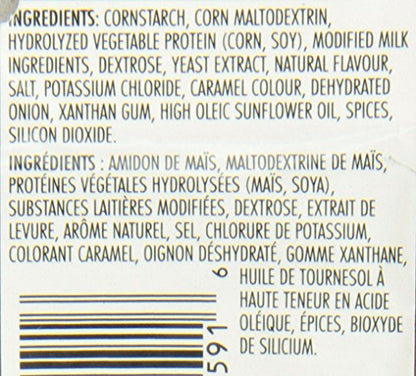 INGREDIENTS: CORNSTARCH, CORN MALTODEXTRIN,
HYDROLYZED VEGETABLE PROTEIN (CORN, SOY), MODIFIED MILK
INGREDIENTS, DEXTROSE, YEAST EXTRACT, NATURAL FLAVOUR,
SALT, POTASSIUM CHLORIDE, CARAMEL COLOUR, DEHYDRATED
ONION, XANTHAN GUM, HIGH OLEIC SUNFLOWER OIL, SPICES,
SILICON DIOXIDE.
INGRÉDIENTS : AMIDON DE MAÏS, MALTODEXTRINE DE MAÏS,
PROTÉINES VÉGÉTALES HYDROLYSÉES (MAÏS, SOYA),
SUBSTANCES LAITIÈRES MODIFIÉES, DEXTROSE, EXTRAIT DE
LEVURE, ARÔME NATUREL, SEL, CHLORURE DE POTASSIUM,
COLORANT CARAMEL, OIGNON DÉSHYDRATÉ, GOMME XANTHANE,
HUILE DE TOURNESOL À
HAUTE TENEUR EN ACIDE
OLÉIQUE, ÉPICES, BIOXYDE
DE SILICIUM.
591 6